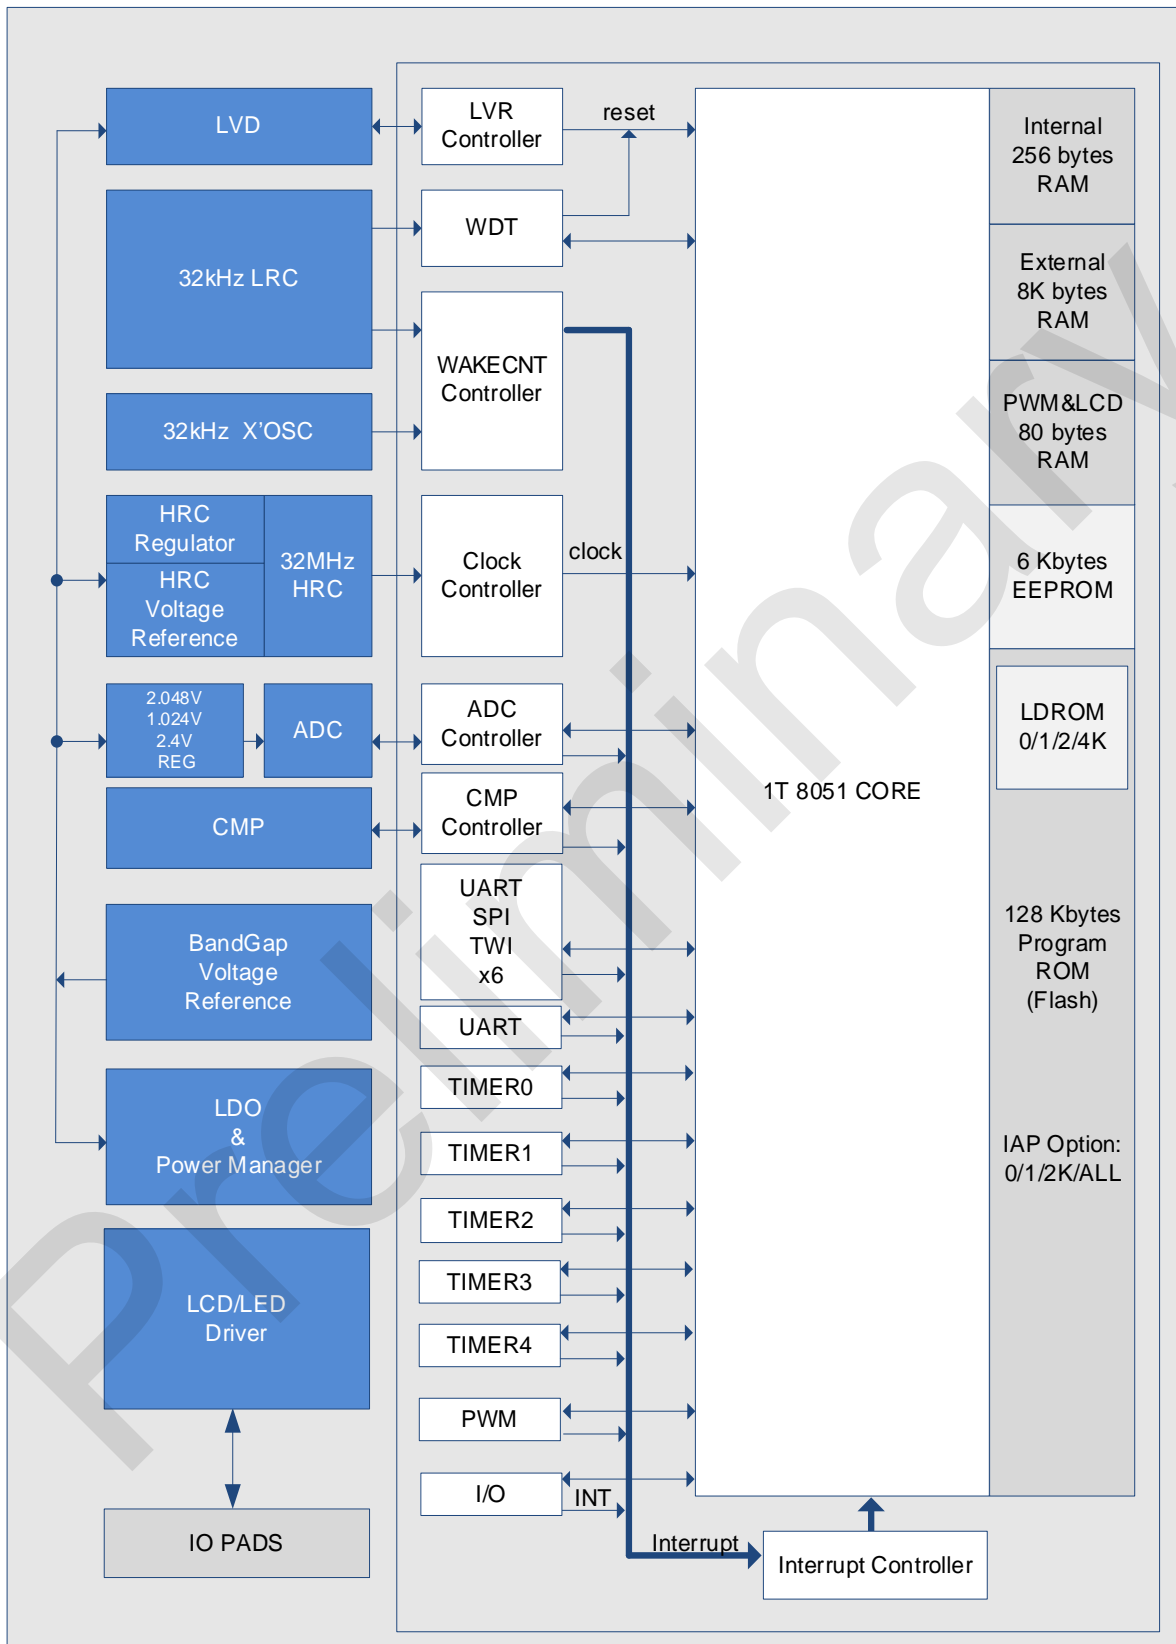 LVD
32kHz LRC
32kHz X'OSC
HRC
Regulator
HRC
Voltage
Reference
32MHz
HRC
2.048V
1.024V
2.4V
REG
ADC
CMP
BandGap
Voltage
Reference
LDO
&
Power Manager
LCD/LED
Driver
IO PADS
LVR
Controller
reset
WDT
WAKECNT
Controller
Clock
Controller
clock
ADC
Controller
CMP
Controller
UART
SPI
TWI
x6
UART
TIMER0
TIMER1
TIMER2
TIMER3
TIMER4
PWM
I/O
INT
Interrupt
Interrupt Controller
1T 8051 CORE
Internal
256 bytes
RAM
External
8K bytes
RAM
PWM&LCD
80 bytes
RAM
6 Kbytes
EEPROM
LDROM
0/1/2/4K
128 Kbytes
Program
ROM
(Flash)
IAP Option:
0/1/2K/ALL
Preliminary